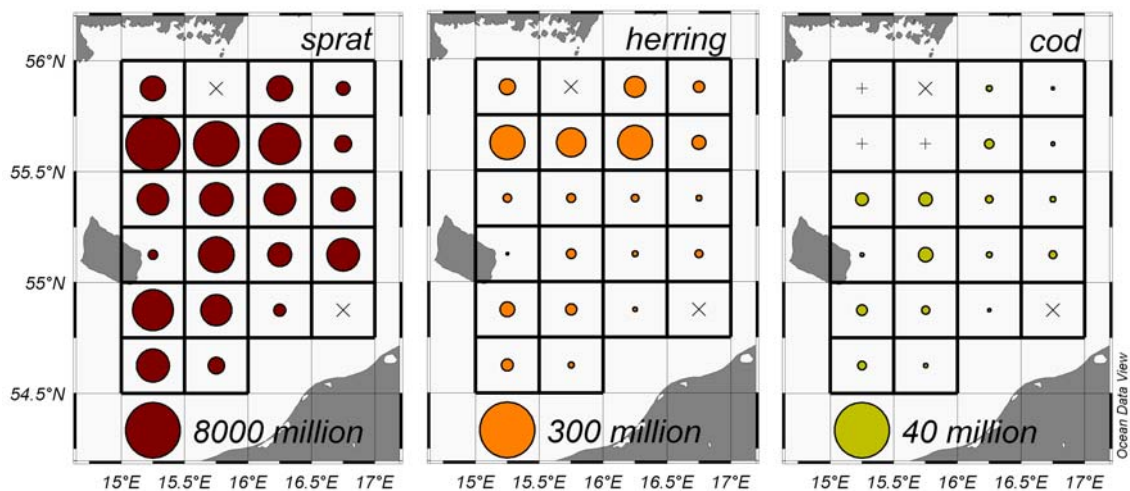 sprat
herring
cod
56°N
55.5°N
55°N
54.5°N
8000 million
300 million
40 million
15°E 15.5°E 16°E 16.5°E 17°E
15°E 15.5°E 16°E 16.5°E 17°E
15°E 15.5°E 16°E 16.5°E 17°E
Ocean Data View